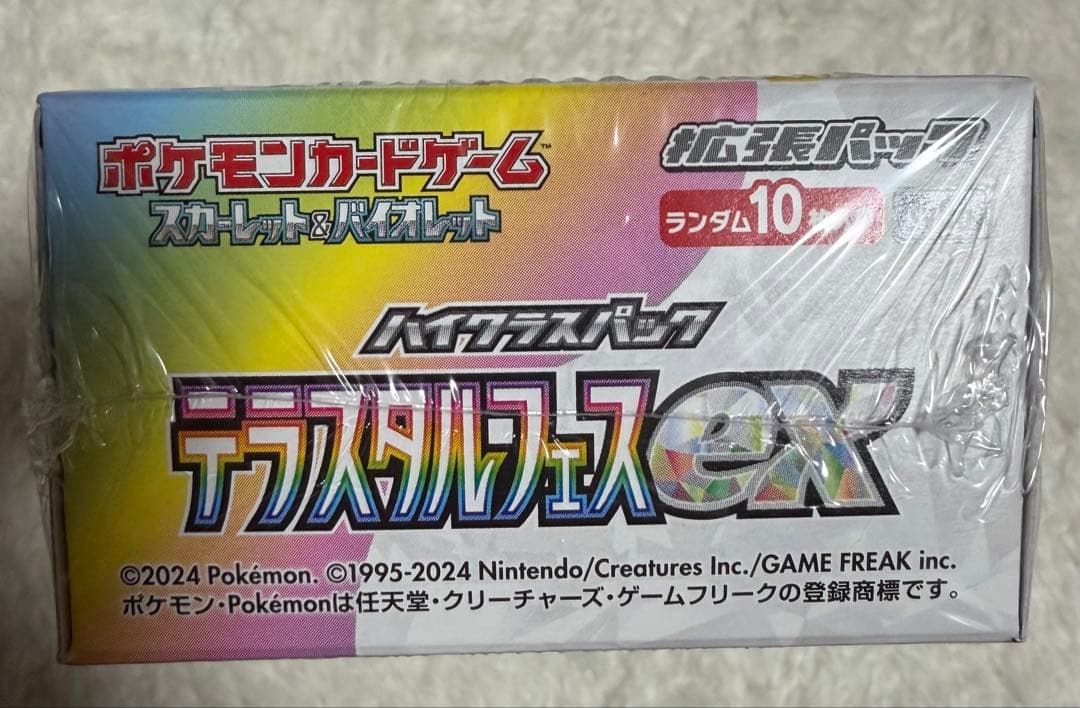 ポケモンカードゲーム™
スカーレット&バイオレット
拡張パック
ランダム10枚入り
ハイクラスパック
テラスタルフェスex
©2024 Pokémon. ©1995-2024 Nintendo/Creatures Inc./GAME FREAK inc.
ポケモン・Pokémonは任天堂・クリーチャーズ・ゲームフリークの登録商標です。